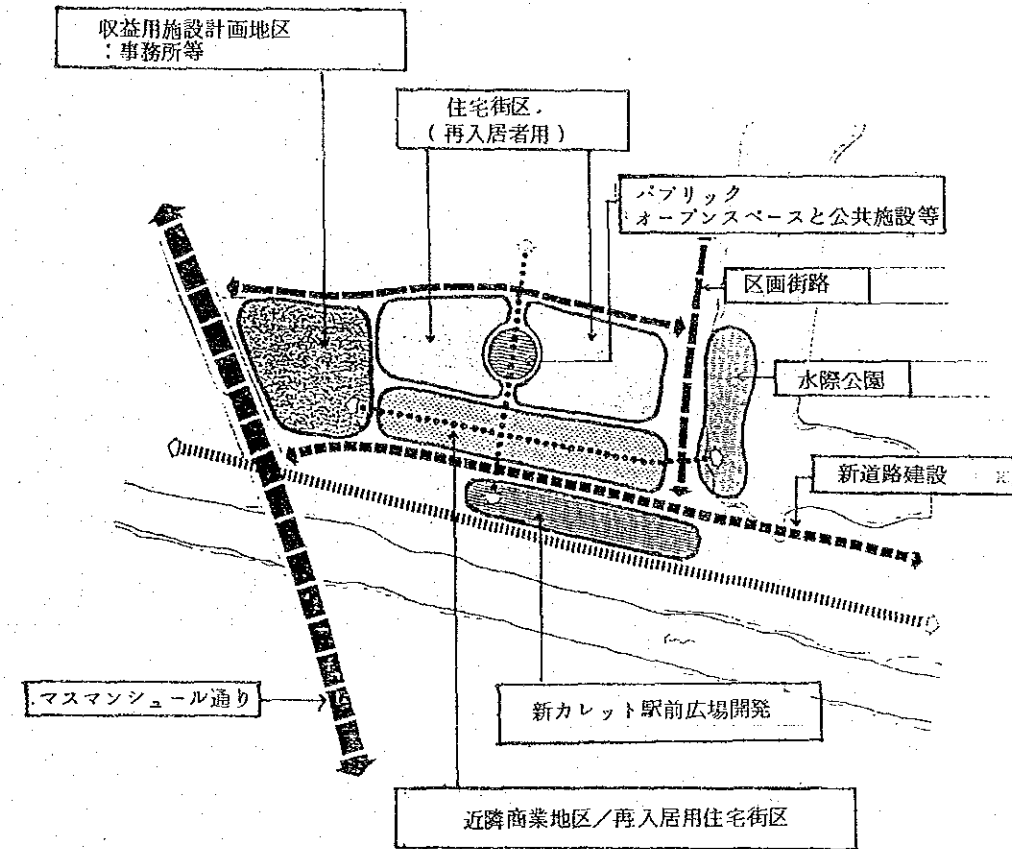 収益用施設計画地区
：事務所等
住宅街区.
(再入居者用)
パブリック
オープンスペースと公共施設等
区画街路
水際公園
新道路建設
マスマンシュール通り
新カレット駅前広場開発
近隣商業地区／再入居用住宅街区